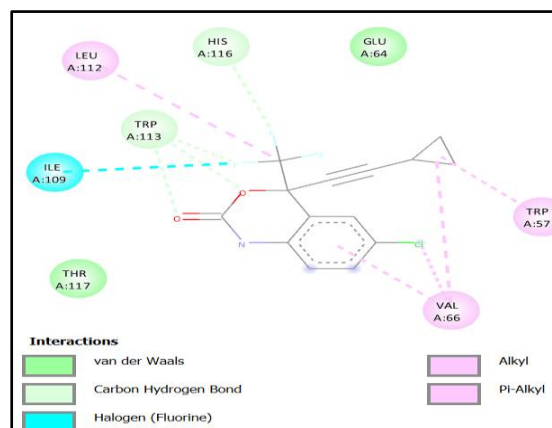 HIS
A:116
GLU
A:64
LEU
A:112
TRP
A:113
ILE
A:109
TRP
A:57
THR
A:117
VAL
A:66
O
O
N
Cl
Interactions
van der Waals
Carbon Hydrogen Bond
Halogen (Fluorine)
Alkyl
Pi-Alkyl